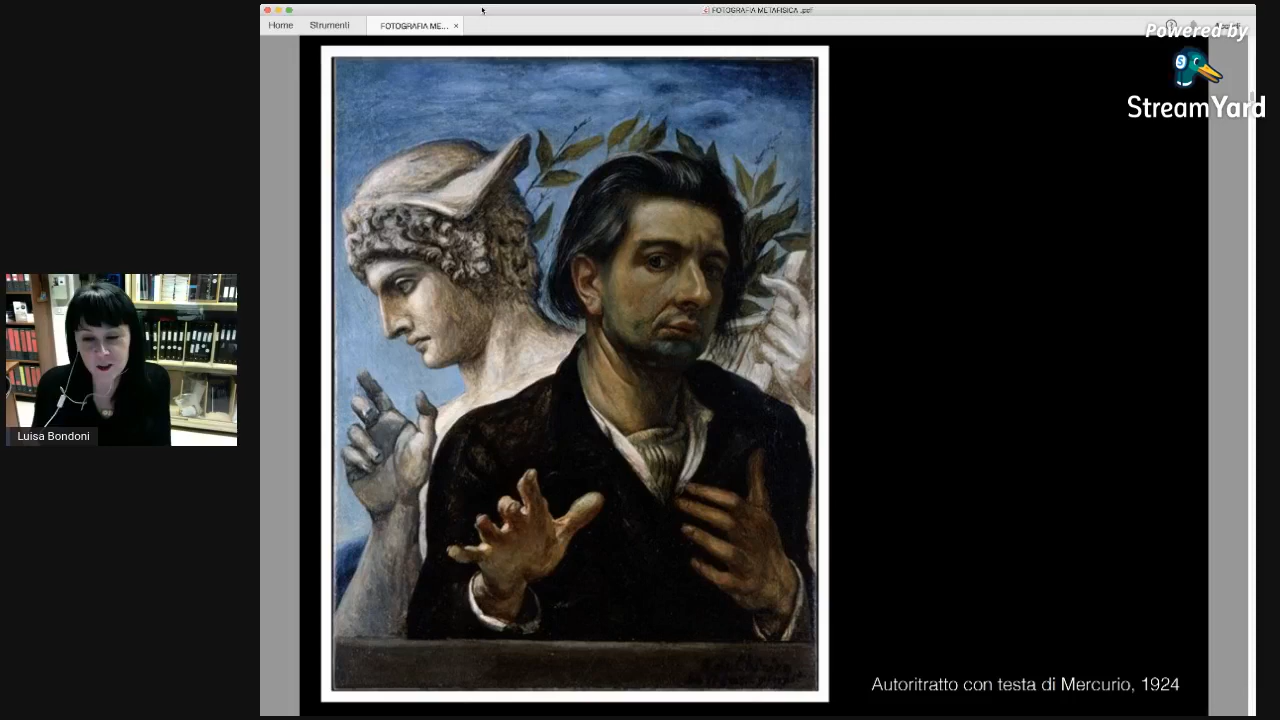 FOTOGRAFIA METAFISICA .pdf
Home
Strumenti
FOTOGRAFIA ME... ×
Powered by
StreamYard
Luisa Bondoni
Autoritratto con testa di Mercurio, 1924